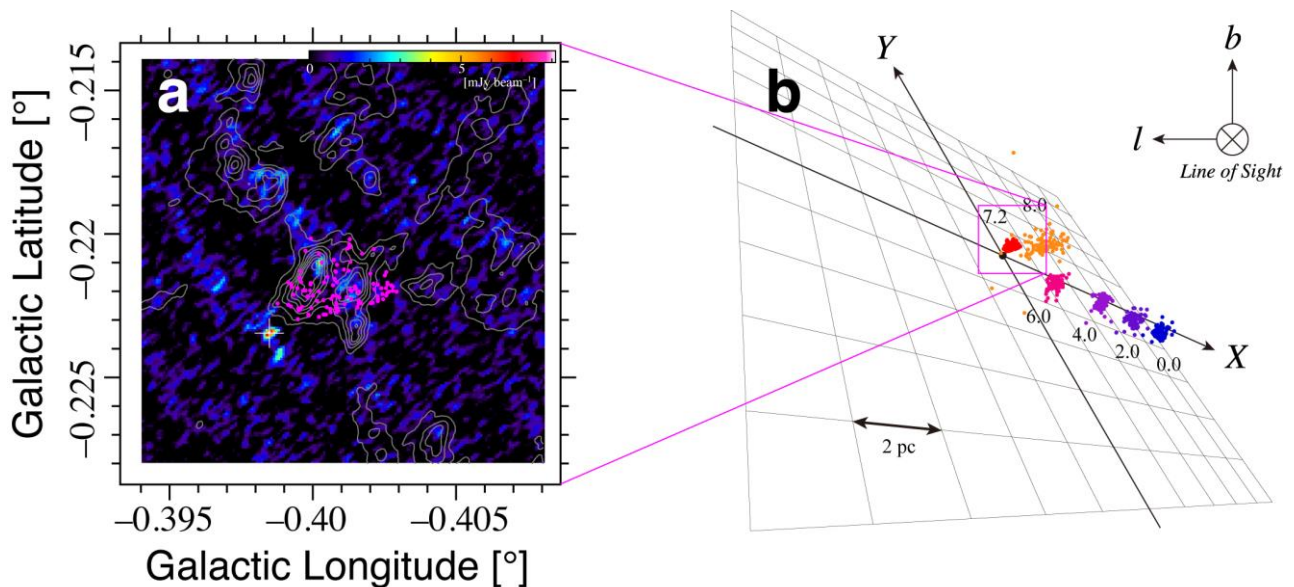 a
0
5
[mJy beam⁻¹]
−0.215
−0.22
−0.225
Galactic Latitude [°]
−0.395
−0.40
−0.405
Galactic Longitude [°]
b
Y
b
l
Line of Sight
8.0
7.2
6.0
4.0
2.0
0.0
X
2 pc